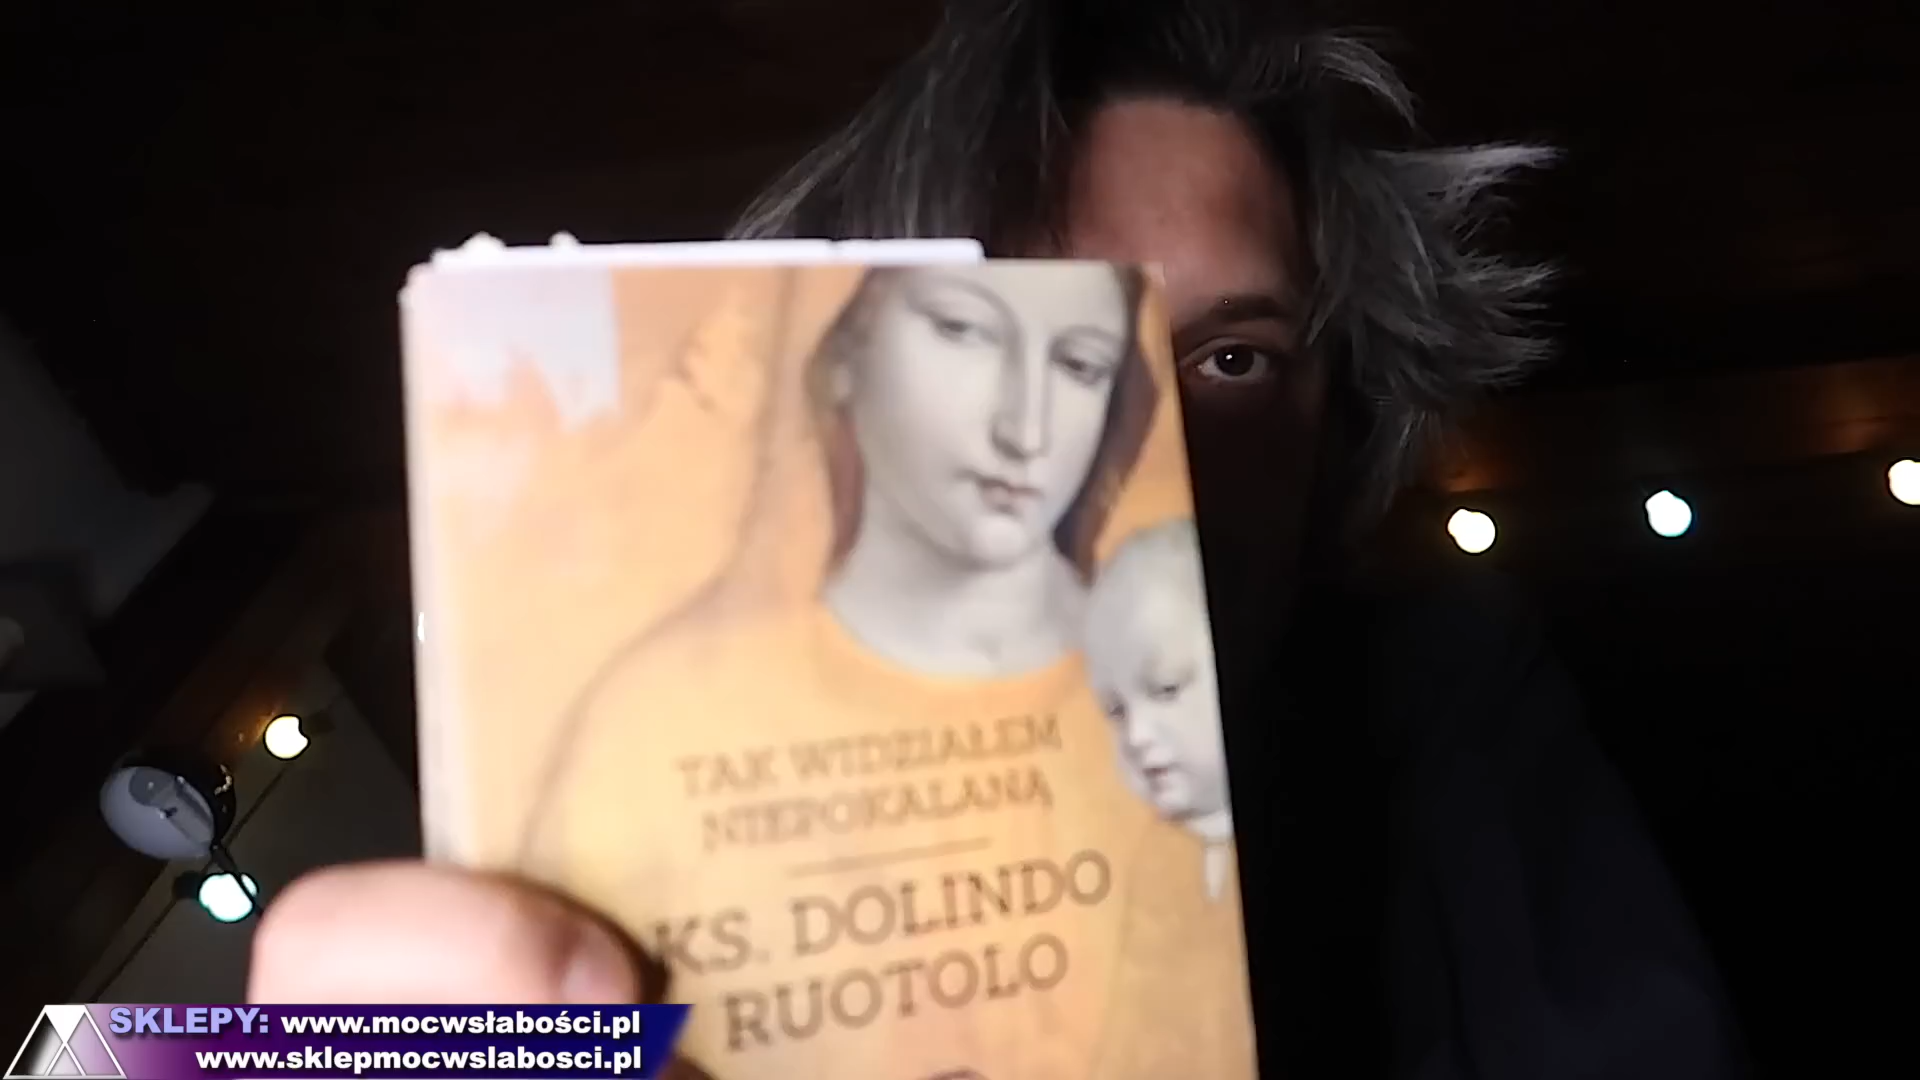 TAK WIDZIAŁEM
NIEPOKALANĄ
KS. DOLINDO
RUOTOLO
SKLEPY: www.mocwsłabości.pl
www.sklepmocwslabosci.pl